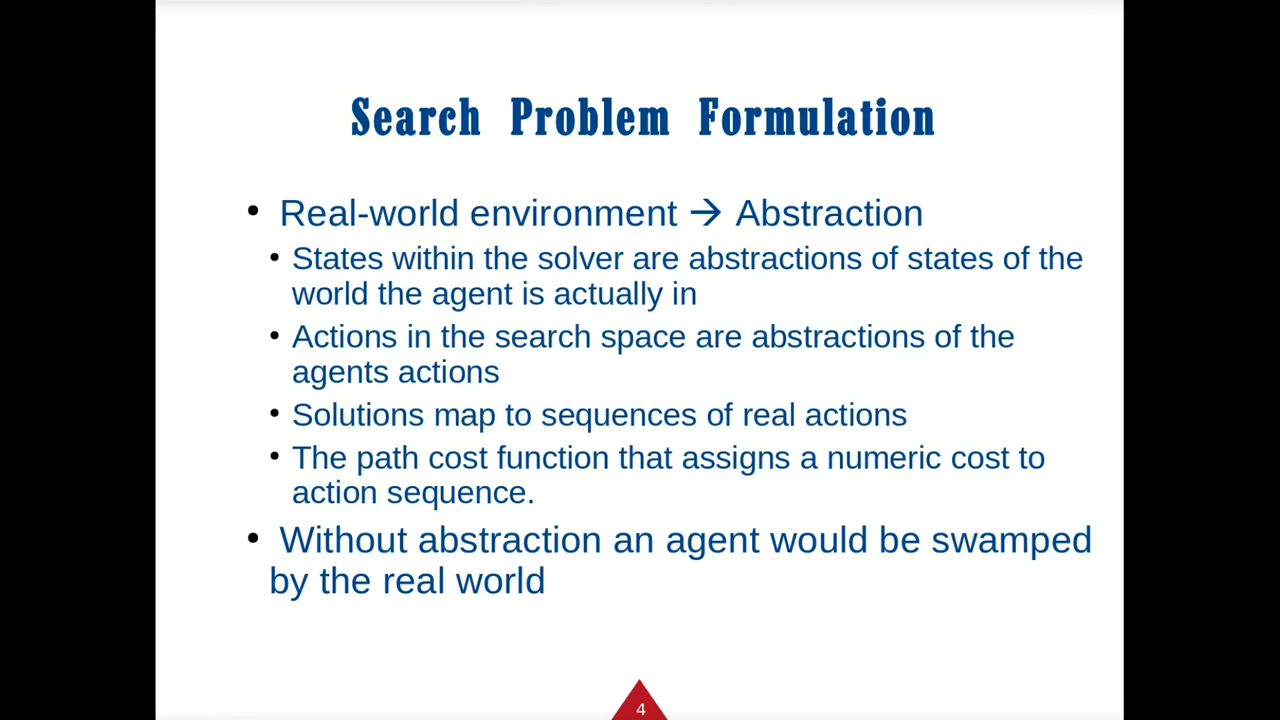 Search Problem Formulation
• Real-world environment → Abstraction
• States within the solver are abstractions of states of the
world the agent is actually in
• Actions in the search space are abstractions of the
agents actions
• Solutions map to sequences of real actions
• The path cost function that assigns a numeric cost to
action sequence.
• Without abstraction an agent would be swamped
by the real world
4